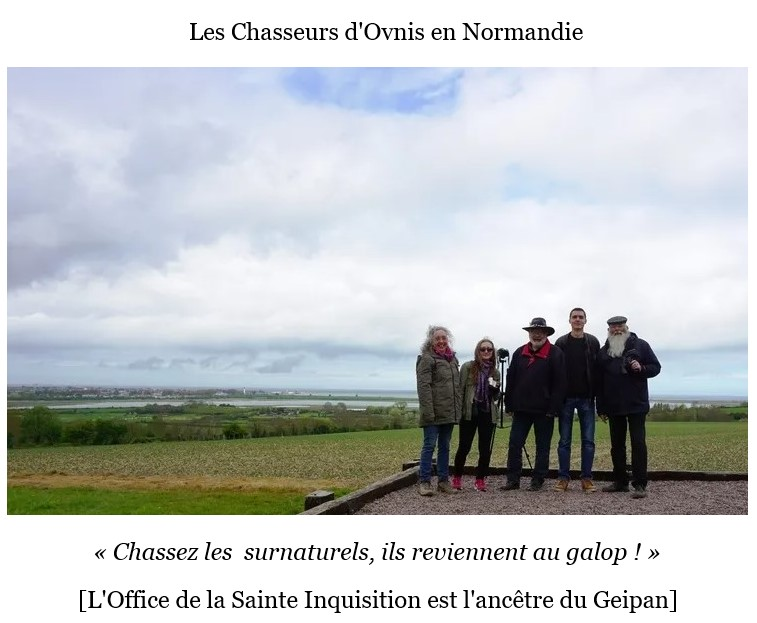 Les Chasseurs d'Ovnis en Normandie
« Chassez les  surnaturels, ils reviennent au galop ! »
[L'Office de la Sainte Inquisition est l'ancêtre du Geipan]